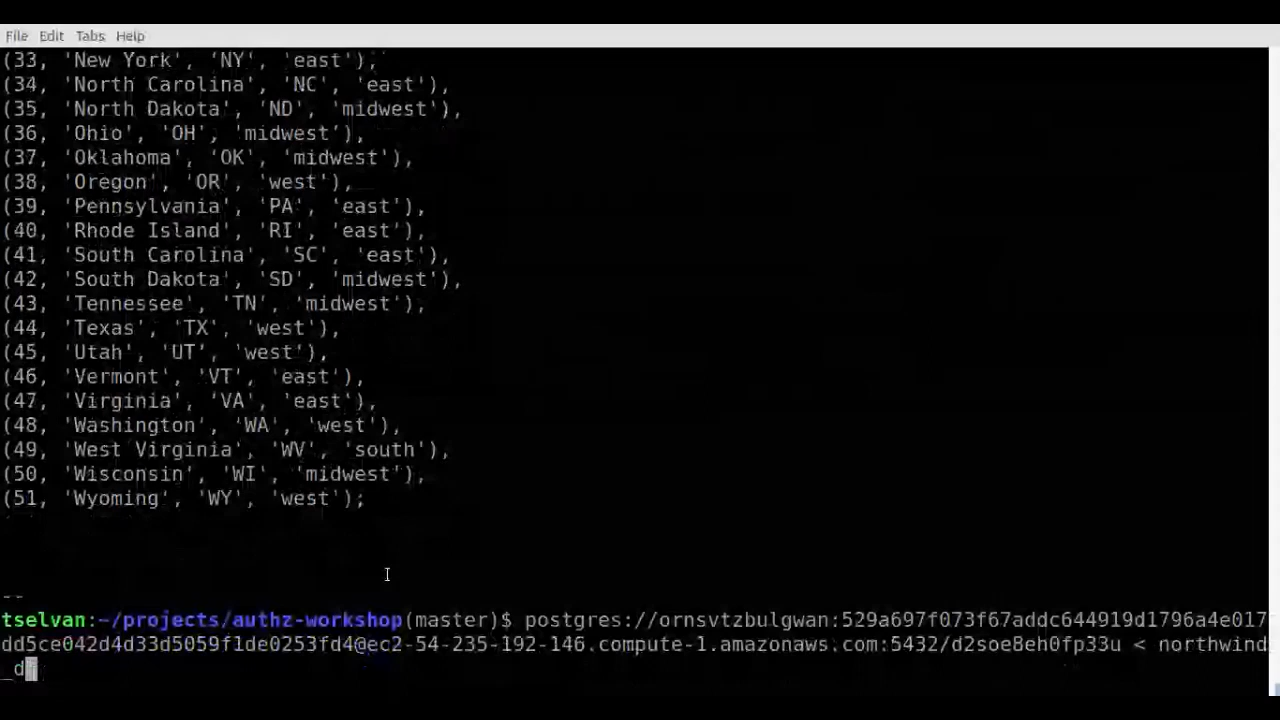 File Edit Tabs Help
(33, 'New York', 'NY', 'east'),
(34, 'North Carolina', 'NC', 'east'),
(35, 'North Dakota', 'ND', 'midwest'),
(36, 'Ohio', 'OH', 'midwest'),
(37, 'Oklahoma', 'OK', 'midwest'),
(38, 'Oregon', 'OR', 'west'),
(39, 'Pennsylvania', 'PA', 'east'),
(40, 'Rhode Island', 'RI', 'east'),
(41, 'South Carolina', 'SC', 'east'),
(42, 'South Dakota', 'SD', 'midwest'),
(43, 'Tennessee', 'TN', 'midwest'),
(44, 'Texas', 'TX', 'west'),
(45, 'Utah', 'UT', 'west'),
(46, 'Vermont', 'VT', 'east'),
(47, 'Virginia', 'VA', 'east'),
(48, 'Washington', 'WA', 'west'),
(49, 'West Virginia', 'WV', 'south'),
(50, 'Wisconsin', 'WI', 'midwest'),
(51, 'Wyoming', 'WY', 'west');
--
tselvan:~/projects/authz-workshop(master)$ postgres://ornsvtzbulgwan:529a697f073f67addc644919d1796a4e017
dd5ce042d4d33d5059f1de0253fd4@ec2-54-235-192-146.compute-1.amazonaws.com:5432/d2soe8eh0fp33u < northwind
_d